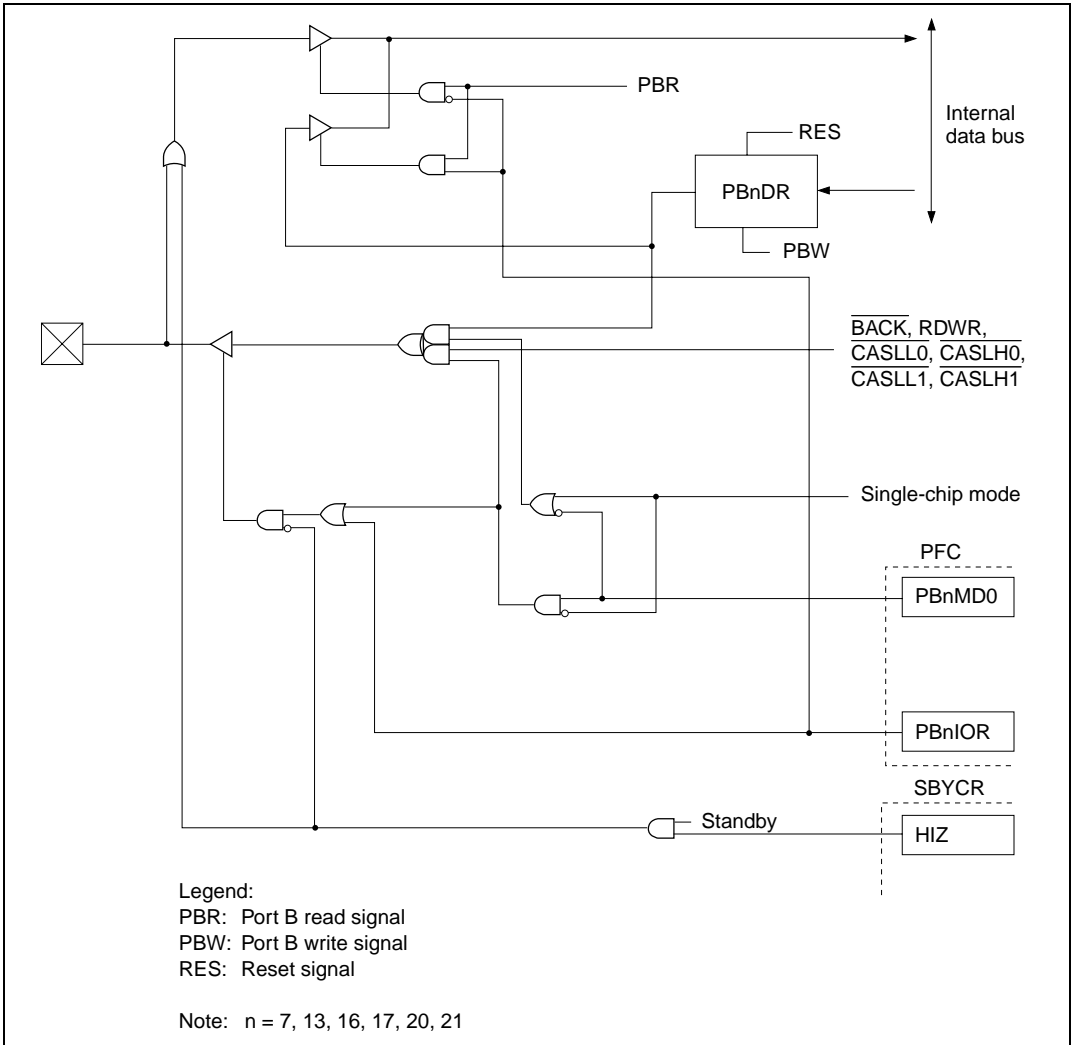 PBR
Internal
data bus
RES
PBnDR
PBW
BACK, RDWR,
CASLL0, CASLH0,
CASLL1, CASLH1
Single-chip mode
PFC
PBnMD0
PBnIOR
SBYCR
Standby
HIZ
Legend:
PBR: Port B read signal
PBW: Port B write signal
RES: Reset signal
Note: n = 7, 13, 16, 17, 20, 21